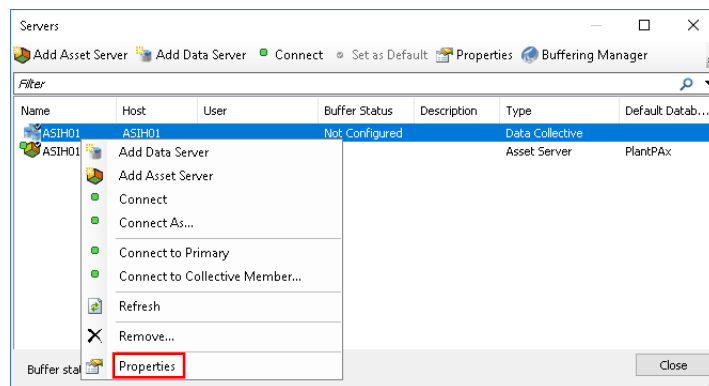 Servers
Add Asset Server Add Data Server Connect Set as Default Properties Buffering Manager
Filter
Name Host User Buffer Status Description Type Default Datab...
ASIH01 ASIH01 Not Configured Data Collective
ASIH01 Asset Server PlantPAx
Add Data Server
Add Asset Server
Connect
Connect As...
Connect to Primary
Connect to Collective Member...
Refresh
Remove...
Properties
Buffer stat
Close